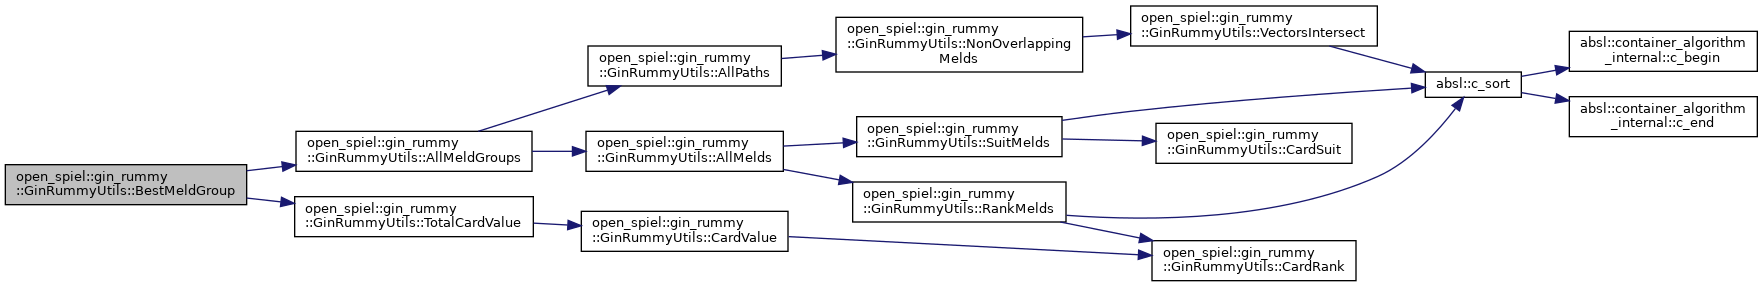 open_spiel::gin_rummy
::GinRummyUtils::BestMeldGroup
open_spiel::gin_rummy
::GinRummyUtils::AllMeldGroups
open_spiel::gin_rummy
::GinRummyUtils::TotalCardValue
open_spiel::gin_rummy
::GinRummyUtils::AllPaths
open_spiel::gin_rummy
::GinRummyUtils::AllMelds
open_spiel::gin_rummy
::GinRummyUtils::CardValue
open_spiel::gin_rummy
::GinRummyUtils::NonOverlapping
Melds
open_spiel::gin_rummy
::GinRummyUtils::SuitMelds
open_spiel::gin_rummy
::GinRummyUtils::RankMelds
open_spiel::gin_rummy
::GinRummyUtils::VectorsIntersect
open_spiel::gin_rummy
::GinRummyUtils::CardSuit
open_spiel::gin_rummy
::GinRummyUtils::CardRank
absl::c_sort
absl::container_algorithm
_internal::c_begin
absl::container_algorithm
_internal::c_end